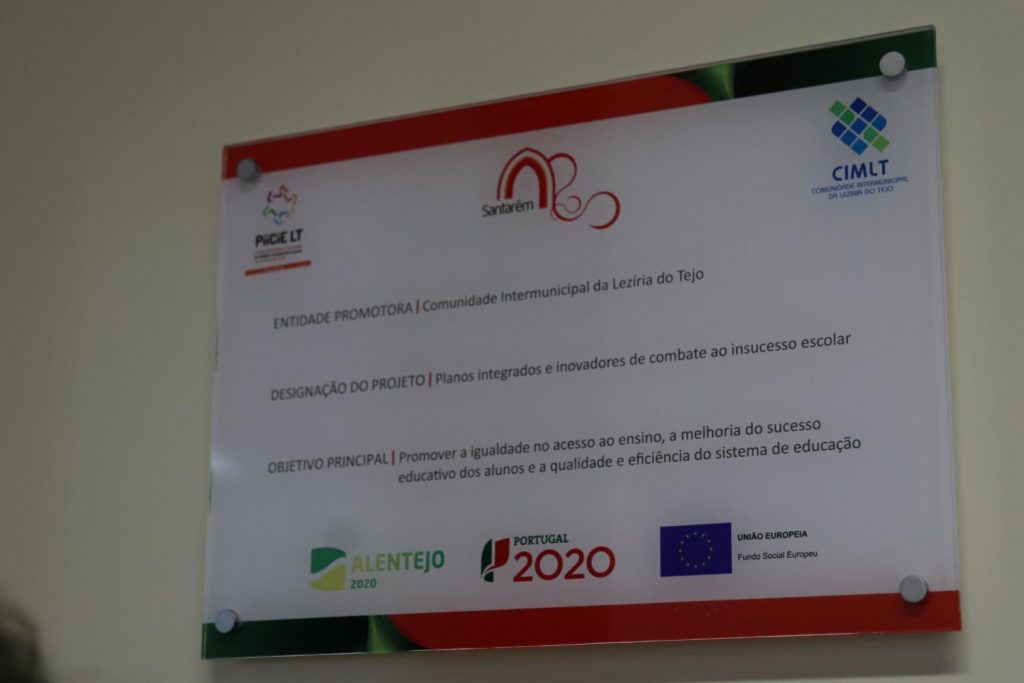 PiiCiE LT
Santarém
CIMLT
COMUNIDADE INTERMUNICIPAL
DA LEZÍRIA DO TEJO
ENTIDADE PROMOTORA | Comunidade Intermunicipal da Lezíria do Tejo
DESIGNAÇÃO DO PROJETO | Planos integrados e inovadores de combate ao insucesso escolar
OBJETIVO PRINCIPAL | Promover a igualdade no acesso ao ensino, a melhoria do sucesso
educativo dos alunos e a qualidade e eficiência do sistema de educação
ALENTEJO
2020
PORTUGAL
2020
UNIÃO EUROPEIA
Fundo Social Europeu